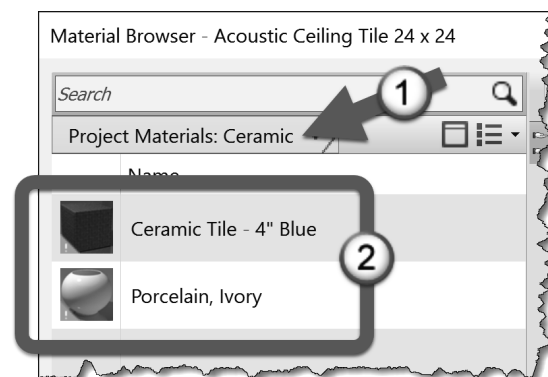 Material Browser - Acoustic Ceiling Tile 24 x 24
Search
1
Project Materials: Ceramic
Name
Ceramic Tile - 4" Blue
2
Porcelain, Ivory